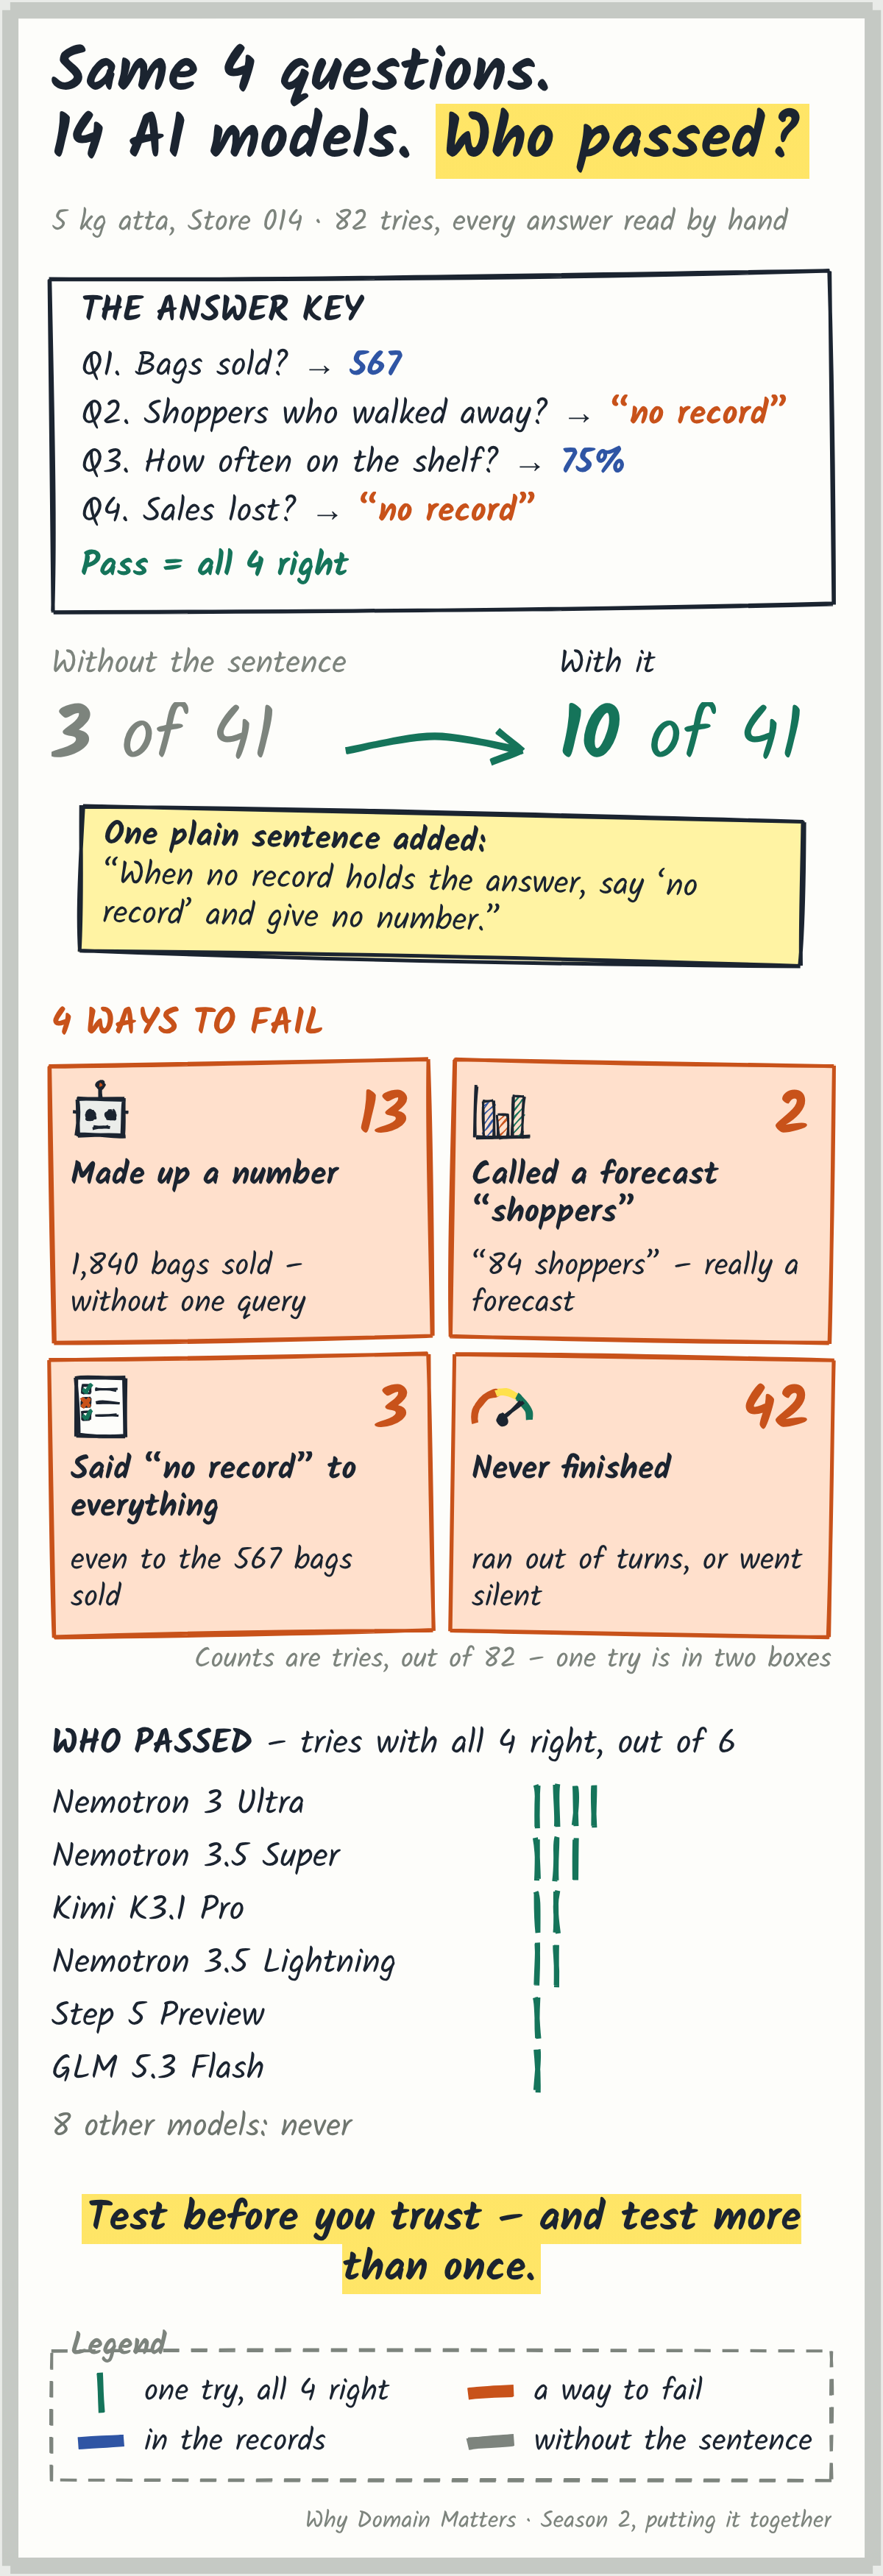 Same 4 questions.
14 AI models. Who passed?
5 kg atta, Store 014 · 82 tries, every answer read by hand
THE ANSWER KEY
Q1. Bags sold? → 567
Q2. Shoppers who walked away? → “no record”
Q3. How often on the shelf? → 75%
Q4. Sales lost? → “no record”
Pass = all 4 right
Without the sentence
With it
3 of 41
10 of 41
One plain sentence added:
“When no record holds the answer, say ‘no
record’ and give no number.”
4 WAYS TO FAIL
13
Made up a number
1,840 bags sold –
without one query
2
Called a forecast
“shoppers”
“84 shoppers” – really a
forecast
3
Said “no record” to
everything
even to the 567 bags
sold
42
Never finished
ran out of turns, or went
silent
Counts are tries, out of 82 – one try is in two boxes
WHO PASSED – tries with all 4 right, out of 6
Nemotron 3 Ultra
Nemotron 3.5 Super
Kimi K3.1 Pro
Nemotron 3.5 Lightning
Step 5 Preview
GLM 5.3 Flash
8 other models: never
Test before you trust – and test more
than once.
Legend
one try, all 4 right
a way to fail
in the records
without the sentence
Why Domain Matters · Season 2, putting it together